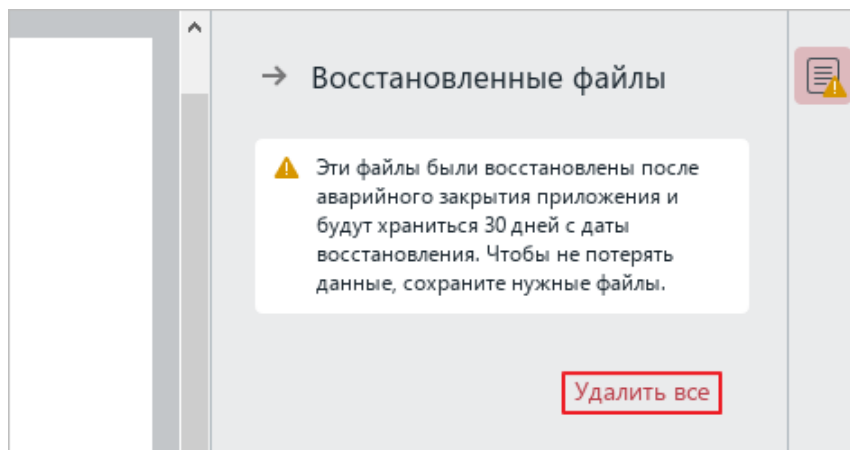 Восстановленные файлы
Эти файлы были восстановлены после
аварийного закрытия приложения и
будут храниться 30 дней с даты
восстановления. Чтобы не потерять
данные, сохраните нужные файлы.
Удалить все